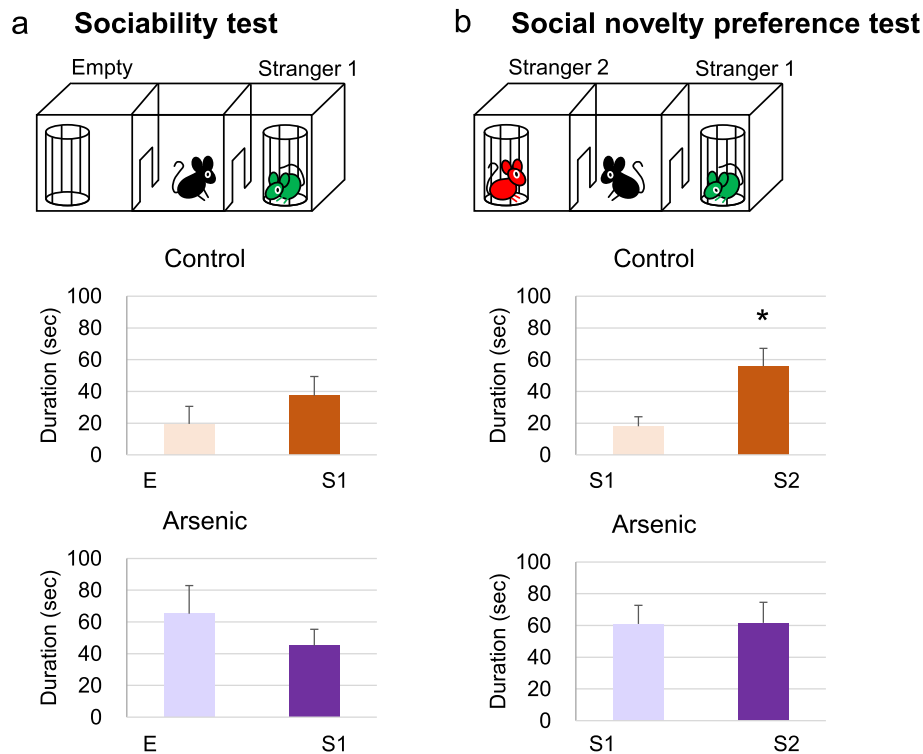 a Sociability test
Empty
Stranger 1
Control
Duration (sec)
100
80
60
40
20
0
E S1
Arsenic
Duration (sec)
100
80
60
40
20
0
E S1
b Social novelty preference test
Stranger 2
Stranger 1
Control
Duration (sec)
100
80
60
40
20
0
*
S1 S2
Arsenic
Duration (sec)
100
80
60
40
20
0
S1 S2